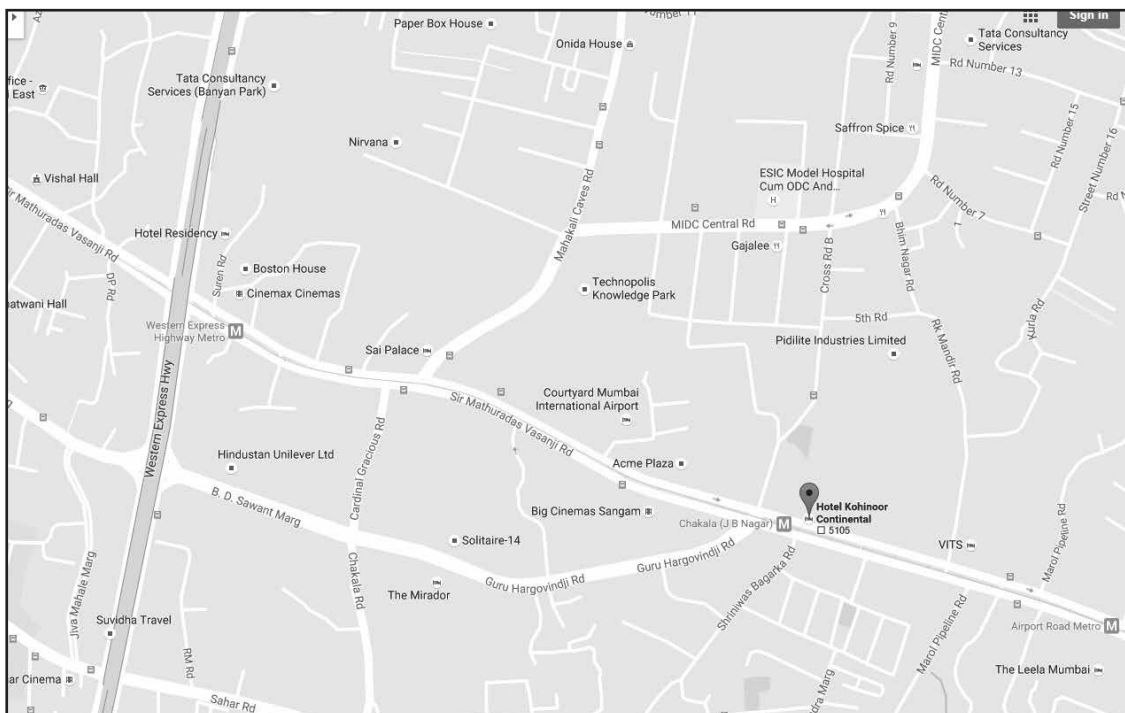 Paper Box House
Sign in
Tata Consultancy
Services
Onida House
Rd Number 9
MIDC
Rd Number 13
Tata Consultancy
Services (Banyan Park)
East
Nirvana
Saffron Spice
Rd Number 15
Street Number 16
Vishal Hall
ESIC Model Hospital
Cum ODC And...
Rd Number 7
Mahakali Caves Rd
MIDC Central Rd
Sir Mathuradas Vasanji Rd
Hotel Residency
Gajalee
Cross Rd B
Bhim Nagar Rd
Suren Rd
Boston House
DP Rd
Cinemax Cinemas
Technopolis
Knowledge Park
Hall
Western Express
Highway Metro
M
5th Rd
Kurla Rd
Pidilite Industries Limited
Rk Mandir Rd
Sai Palace
Western Express Hwy
Courtyard Mumbai
International Airport
Sir Mathuradas Vasanji Rd
Cardinal Gracious Rd
Hindustan Unilever Ltd
Acme Plaza
B. D. Sawant Marg
Big Cinemas Sangam
Chakala (J B Nagar)
M
Hotel Kohinoor
Continental
5105
Solitaire-14
VITS
Marol Pipeline Rd
Guru Hargovindji Rd
Guru Hargovindji Rd
Chakala Rd
The Mirador
Shriniwas Bagarka Rd
Marol Pipeline Rd
Jiva Mahale Marg
Suvidha Travel
Airport Road Metro
M
RM Rd
The Leela Mumbai
Cinema
Sahar Rd
Marg